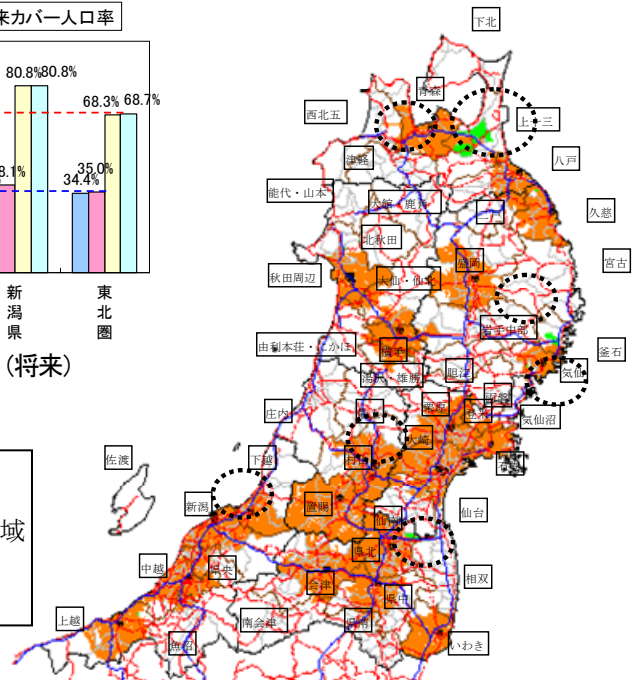 来カバー人口率
80.8%
80.8%
68.3%
68.7%
8.1%
35.0%
34.4%
新潟県
東北圏
(将来)
域
下北
青森
西北五
上十三
津軽
八戸
能代・山本
大館・鹿角
二戸
久慈
北秋田
盛岡
宮古
秋田周辺
大仙・仙北
岩手中部
釜石
由利本荘・にかほ
横手
気仙
湯沢・雄勝
胆江
両磐
庄内
栗原
登米
気仙沼
大崎
佐渡
下越
新潟
置賜
仙南
仙台
県北
相双
中越
県央
会津
県中
上越
魚沼
南会津
県南
いわき